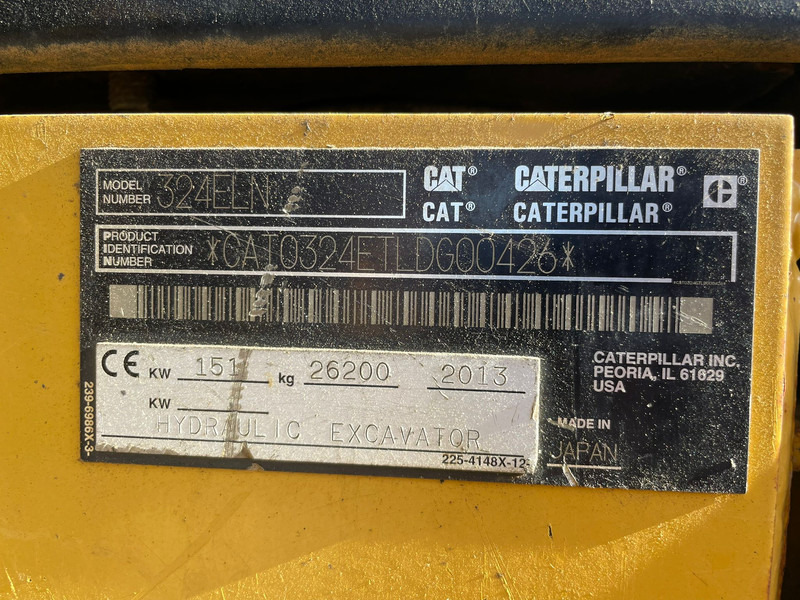 MODEL NUMBER 324ELN
CAT® CATERPILLAR®
CAT® CATERPILLAR®
PRODUCT
IDENTIFICATION
NUMBER
*CAT0324ETLDG00426*
CE KW 151 kg 26200 2013
KW
HYDRAULIC EXCAVATOR
225-4148X-12-
239-6986X-3-
CATERPILLAR INC.
PEORIA, IL 61629
USA
MADE IN
JAPAN